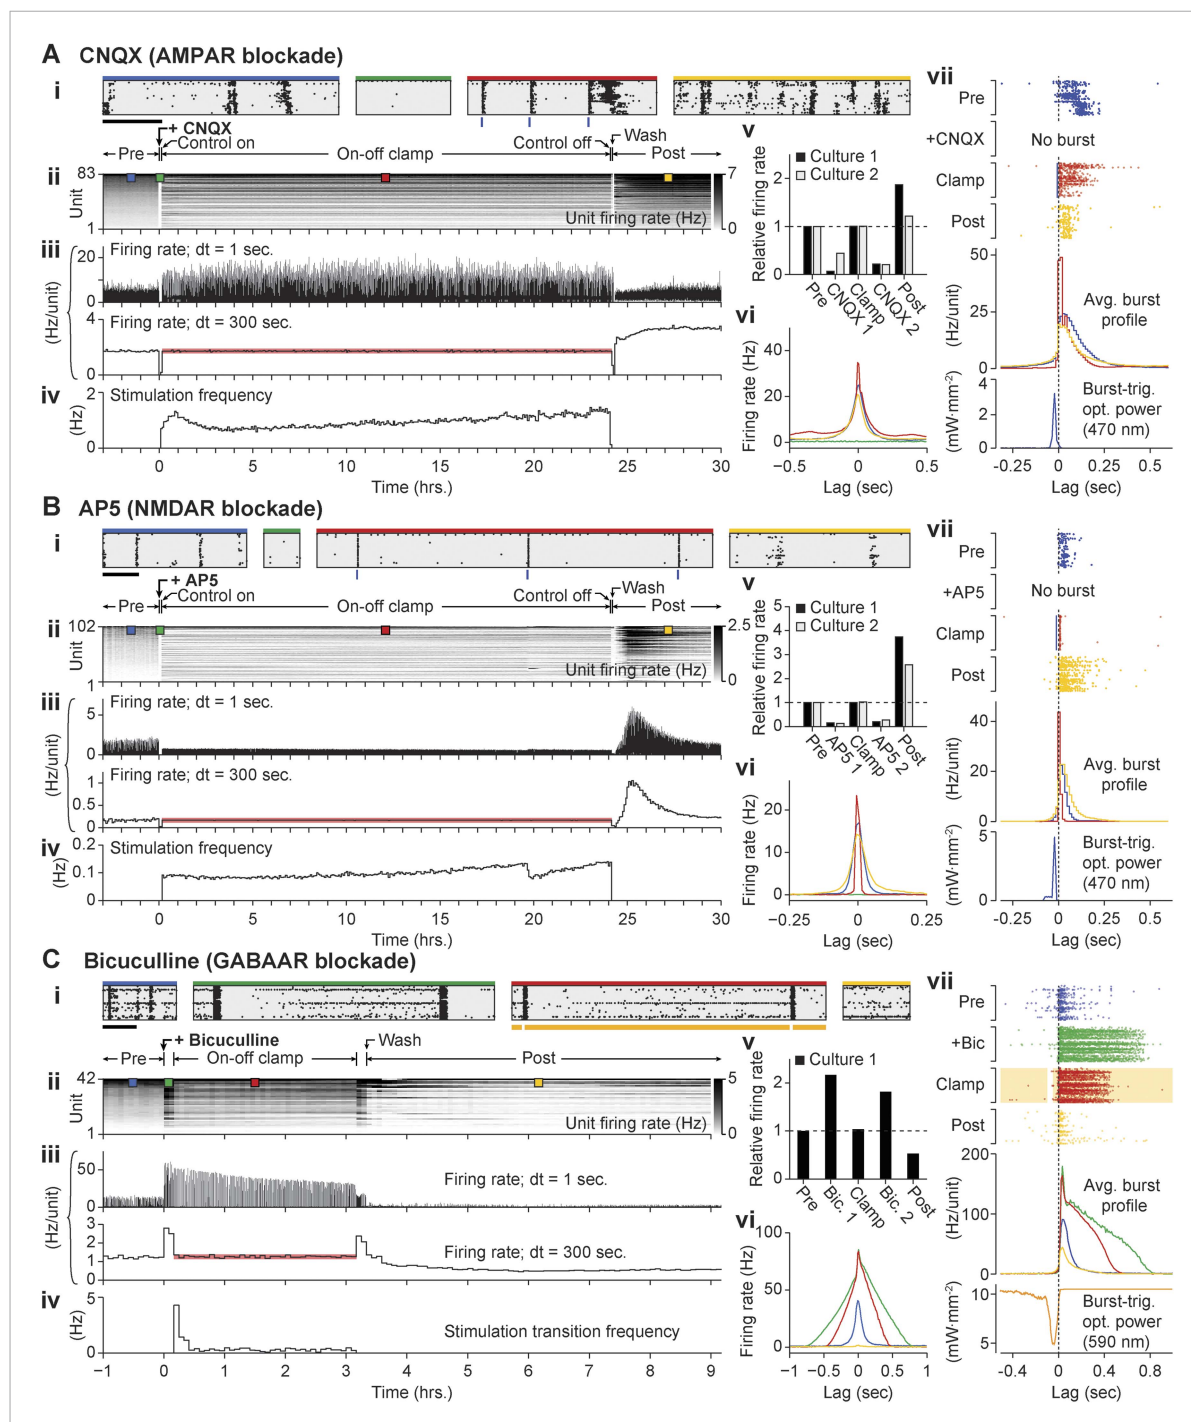 A CNQX (AMPAR blockade)
i
+ CNQX
Control on
Control off
Wash
Pre
On-off clamp
Post
ii
83
Unit
1
Unit firing rate (Hz)
7
0
iii
Firing rate; dt = 1 sec.
20
0
(Hz/unit)
Firing rate; dt = 300 sec.
4
0
iv
Stimulation frequency
2
(Hz)
0
0 5 10 15 20 25 30
Time (hrs.)
v
Culture 1
Culture 2
Relative firing rate
2
1
0
Pre CNQX 1 Clamp CNQX 2 Post
vi
Firing rate (Hz)
40
20
0
−0.5 0 0.5
Lag (sec)
vii
Pre
+CNQX No burst
Clamp
Post
50
25
0
(Hz/unit)
Avg. burst
profile
4
2
0
(mW·mm-2)
Burst-trig.
opt. power
(470 nm)
-0.25 0 0.25 0.5
Lag (sec)
B AP5 (NMDAR blockade)
i
+ AP5
Control on
Control off
Wash
Pre
On-off clamp
Post
ii
102
Unit
1
Unit firing rate (Hz)
2.5
0
iii
Firing rate; dt = 1 sec.
5
0
(Hz/unit)
Firing rate; dt = 300 sec.
1
0.5
0
iv
Stimulation frequency
0.2
0.1
0
(Hz)
0 5 10 15 20 25 30
Time (hrs.)
v
Culture 1
Culture 2
Relative firing rate
5
4
3
2
1
0
Pre AP5 1 Clamp AP5 2 Post
vi
Firing rate (Hz)
20
10
0
−0.25 0 0.25
Lag (sec)
vii
Pre
+AP5 No burst
Clamp
Post
40
20
0
(Hz/unit)
Avg. burst
profile
5
0
(mW·mm-2)
Burst-trig.
opt. power
(470 nm)
-0.25 0 0.25 0.5
Lag (sec)
C Bicuculline (GABAAR blockade)
i
+ Bicuculline
Wash
Pre
On-off clamp
Post
ii
42
Unit
1
Unit firing rate (Hz)
5
0
iii
50
0
Firing rate; dt = 1 sec.
(Hz/unit)
3
2
1
0
Firing rate; dt = 300 sec.
iv
5
0
(Hz)
Stimulation transition frequency
−1 0 1 2 3 4 5 6 7 8 9
Time (hrs.)
v
Culture 1
Relative firing rate
2
1
0
Pre Bic. 1 Clamp Bic. 2 Post
vi
Firing rate (Hz)
100
50
0
−1 −0.5 0 0.5 1
Lag (sec)
vii
Pre
+Bic
Clamp
Post
200
100
0
(Hz/unit)
Avg. burst
profile
10
5
(mW·mm-2)
Burst-trig.
opt. power
(590 nm)
-0.4 0 0.4 0.8
Lag (sec)